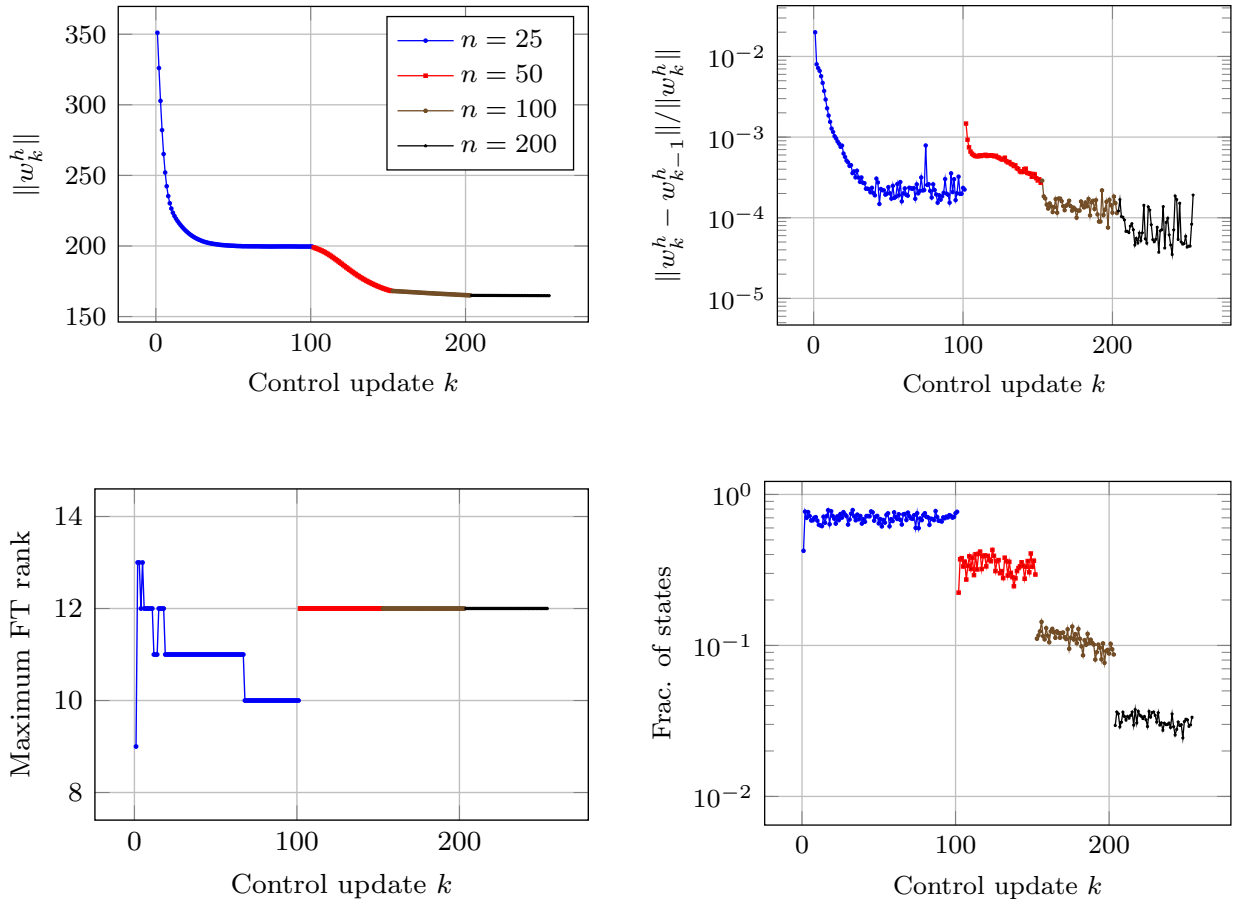 350
300
250
200
150
0
100
200
||w_k^h||
Control update k
n = 25
n = 50
n = 100
n = 200
10^{-2}
10^{-3}
10^{-4}
10^{-5}
0
100
200
||w_k^h − w_{k−1}^h||/||w_k^h||
Control update k
14
12
10
8
0
100
200
Maximum FT rank
Control update k
10^0
10^{-1}
10^{-2}
0
100
200
Frac. of states
Control update k